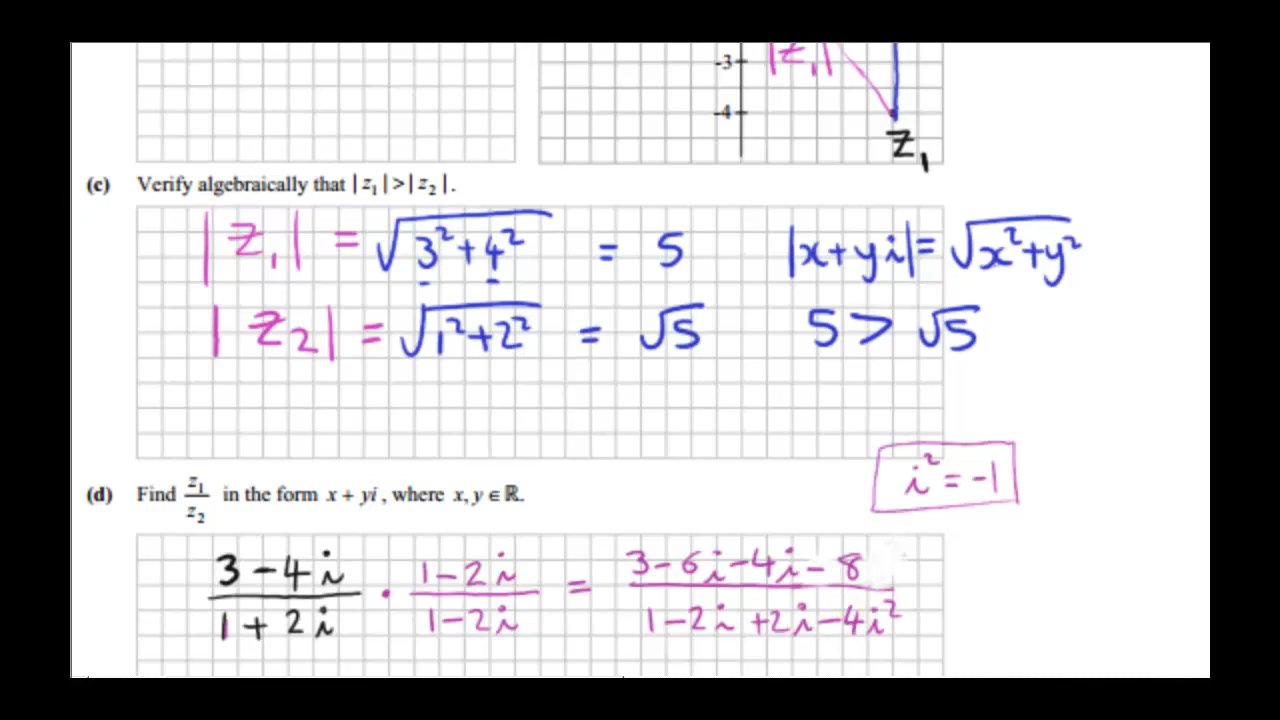 -3
|z₁|
-4
z₁
(c) Verify algebraically that |z₁|>|z₂|.
|z₁| = √(3²+4²) = 5 |x+yi|= √(x²+y²)
|z₂| = √(1²+2²) = √5 5 > √5
i² = -1
(d) Find z₁/z₂ in the form x + yi, where x, y ∈ ℝ.
3-4i 1-2i 3-6i-4i-8
· =
1+2i 1-2i 1-2i+2i-4i²